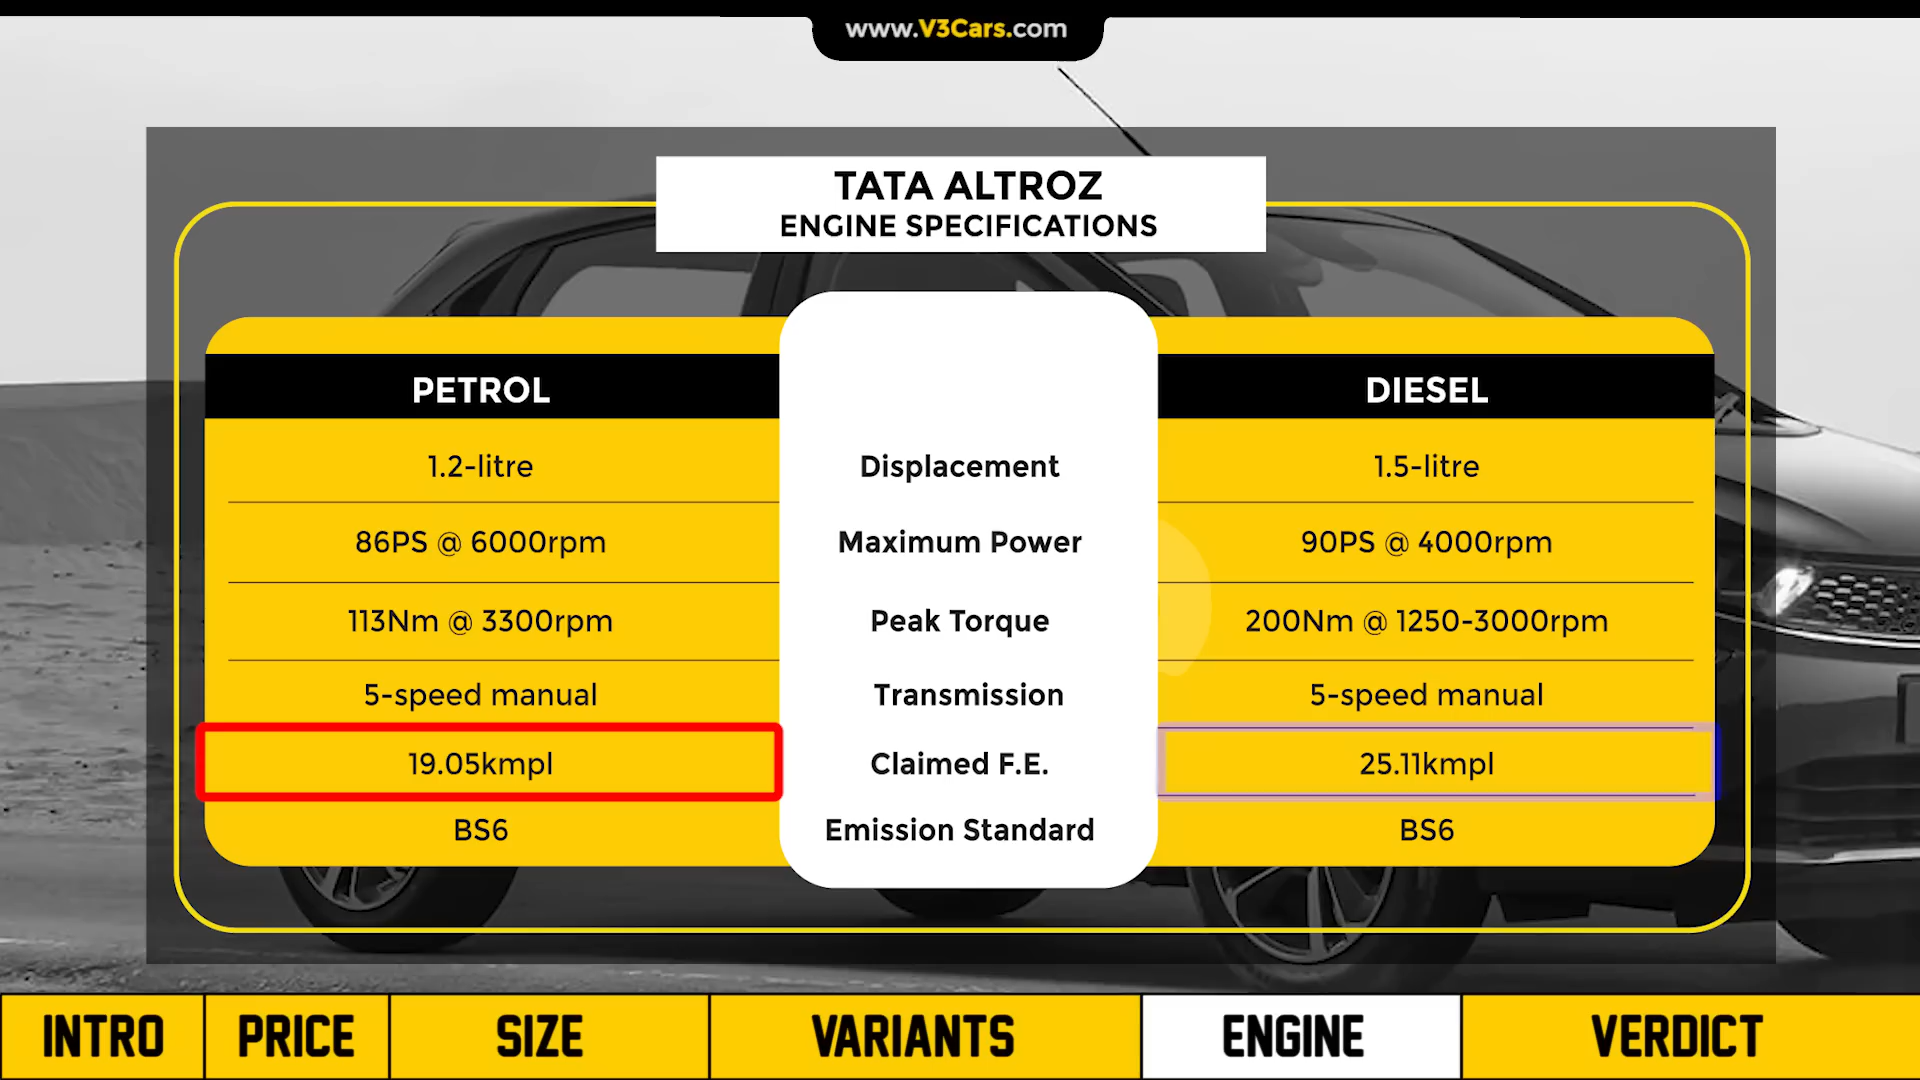 www.V3Cars.com
TATA ALTROZ
ENGINE SPECIFICATIONS
PETROL DIESEL
1.2-litre Displacement 1.5-litre
86PS @ 6000rpm Maximum Power 90PS @ 4000rpm
113Nm @ 3300rpm Peak Torque 200Nm @ 1250-3000rpm
5-speed manual Transmission 5-speed manual
19.05kmpl Claimed F.E. 25.11kmpl
BS6 Emission Standard BS6
INTRO PRICE SIZE VARIANTS ENGINE VERDICT